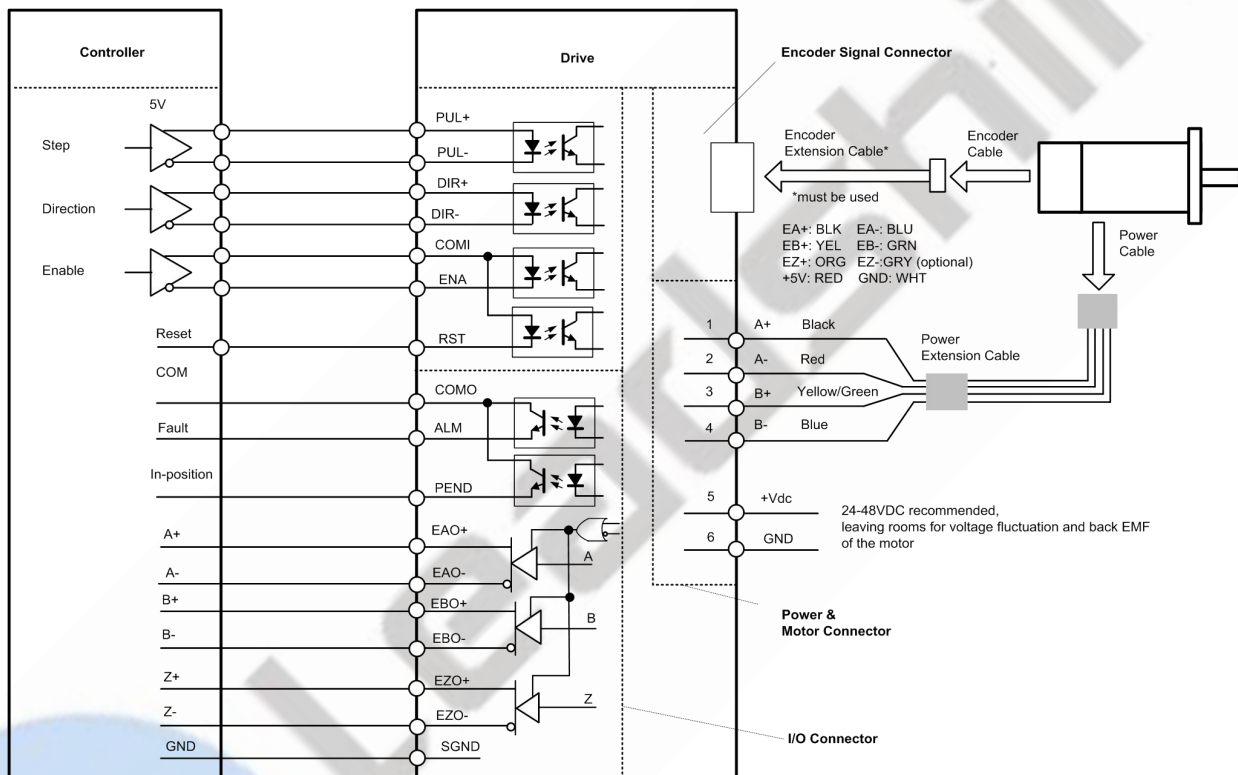 Controller
5V
Step
Direction
Enable
Reset
COM
Fault
In-position
A+
A-
B+
B-
Z+
Z-
GND
Drive
PUL+
PUL-
DIR+
DIR-
COMI
ENA
RST
COMO
ALM
PEND
EAO+
EAO-
EBO+
EBO-
EZO+
EZO-
SGND
A
B
Z
Encoder Signal Connector
Encoder
Extension Cable*
Encoder
Cable
*must be used
EA+: BLK EA-: BLU
EB+: YEL EB-: GRN
EZ+: ORG EZ-:GRY (optional)
+5V: RED GND: WHT
Power
Cable
1 A+ Black
2 A- Red
3 B+ Yellow/Green
4 B- Blue
Power
Extension Cable
5 +Vdc
6 GND
24-48VDC recommended,
leaving rooms for voltage fluctuation and back EMF
of the motor
Power &
Motor Connector
I/O Connector
Leadshi